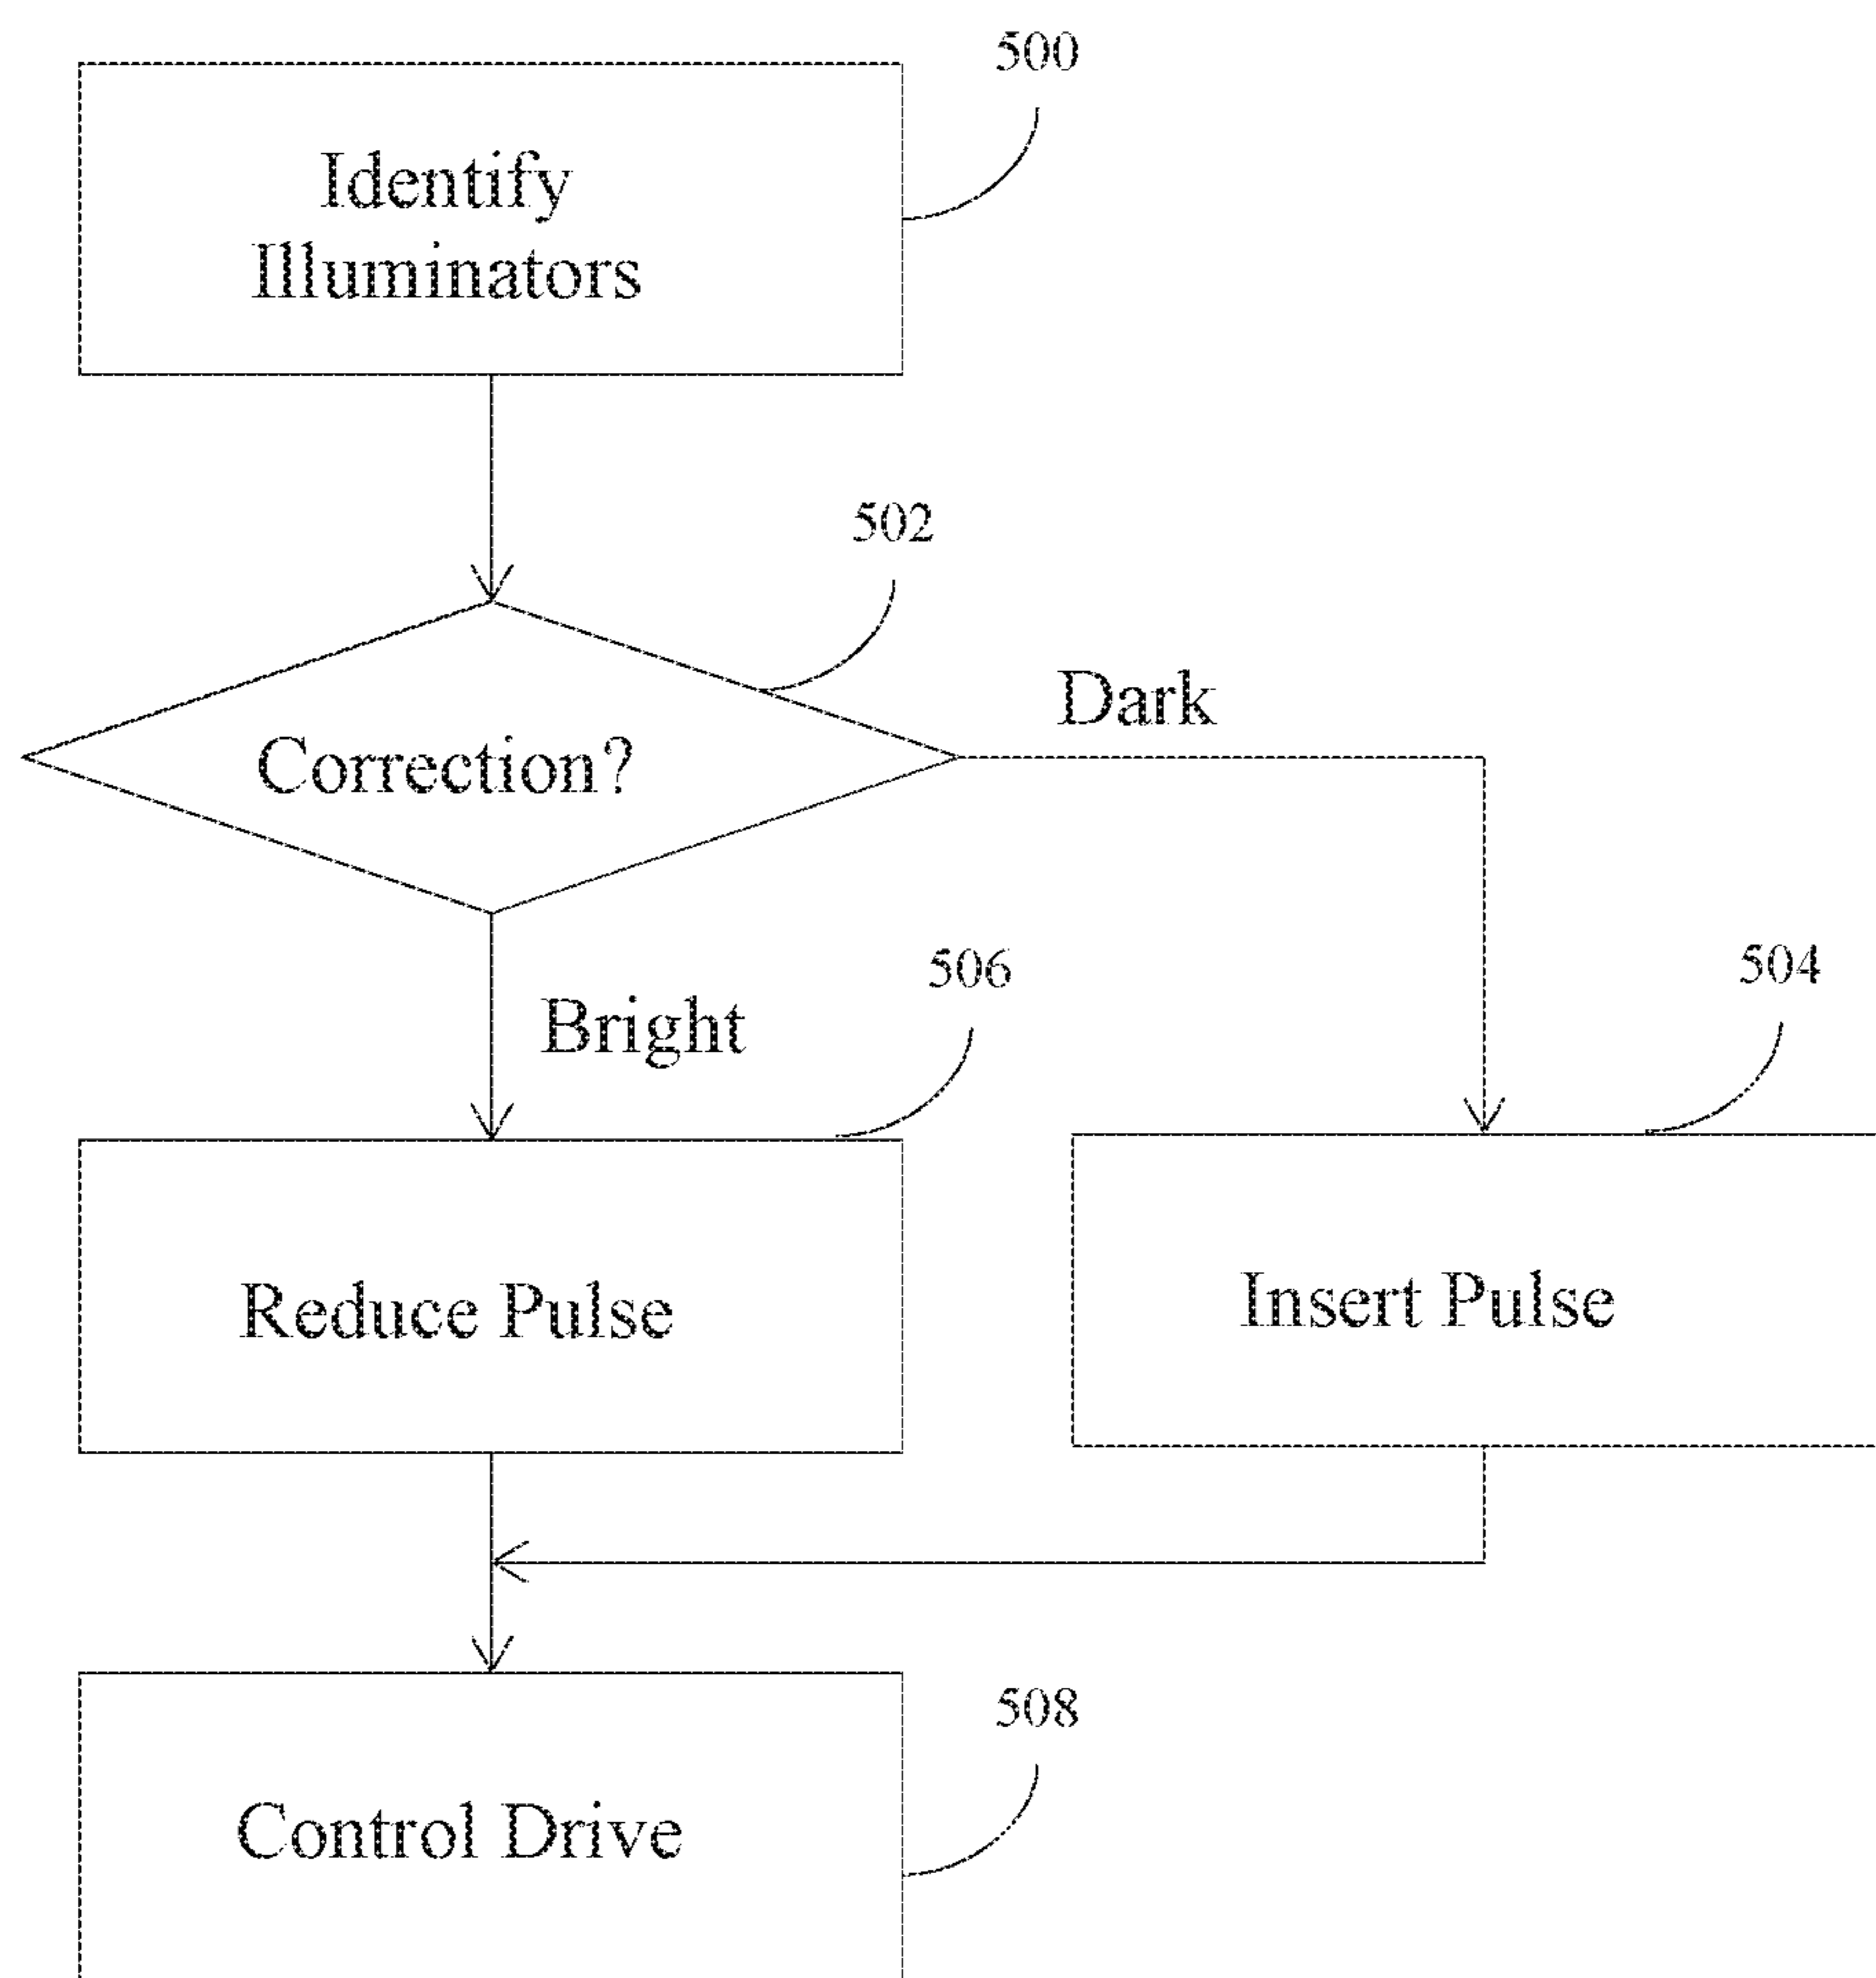 500
Identify
Illuminators
502
Correction?
Dark
Bright
506
504
Reduce Pulse
Insert Pulse
508
Control Drive